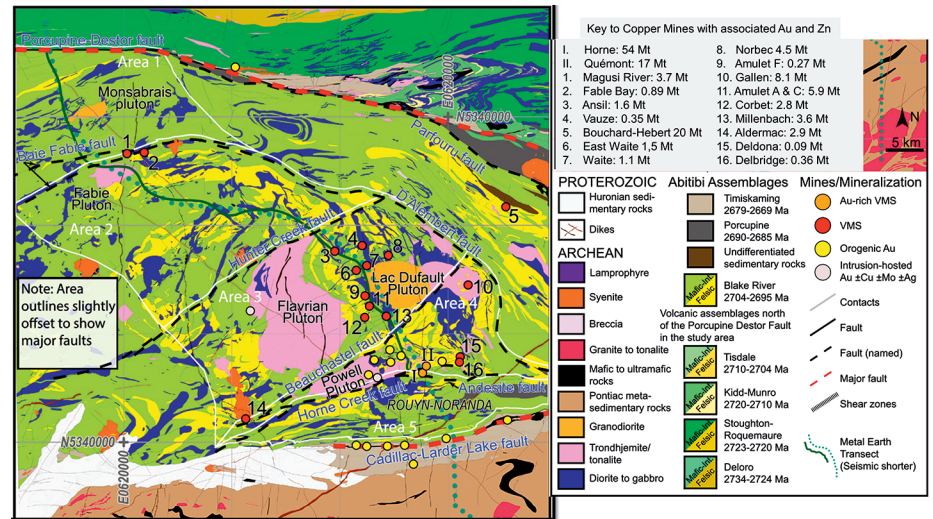 Porcupine-Destor fault
Area 1
Monsabrais
pluton
E0620000
N5340000
Parfouru fault
Baie Fabie fault
1
2
Fabie
Pluton
Area 2
D'Alembert fault
5
Hunter Creek fault
4
3
8
7
6
Lac Dufault
Pluton
10
Note: Area
outlines slightly
offset to show
major faults
Area 3
9
11
Area 4
Flavrian
Pluton
12
13
Beauchastel fault
II
15
Powell
Pluton
I
16
Andesite fault
Horne Creek fault
ROUYN-NORANDA
14
Area 5
N5340000
Cadillac-Larder Lake fault
E0620000
Key to Copper Mines with associated Au and Zn
I. Horne: 54 Mt
II. Quémont: 17 Mt
1. Magusi River: 3.7 Mt
2. Fable Bay: 0.89 Mt
3. Ansil: 1.6 Mt
4. Vauze: 0.35 Mt
5. Bouchard-Hebert 20 Mt
6. East Waite 1,5 Mt
7. Waite: 1.1 Mt
8. Norbec 4.5 Mt
9. Amulet F: 0.27 Mt
10. Gallen: 8.1 Mt
11. Amulet A & C: 5.9 Mt
12. Corbet: 2.8 Mt
13. Millenbach: 3.6 Mt
14. Aldermac: 2.9 Mt
15. Deldona: 0.09 Mt
16. Delbridge: 0.36 Mt
N
5 km
PROTEROZOIC
Huronian sedi-
mentary rocks
Dikes
ARCHEAN
Lamprophyre
Syenite
Breccia
Granite to tonalite
Mafic to ultramafic
rocks
Pontiac meta-
sedimentary rocks
Granodiorite
Trondhjemite/
tonalite
Diorite to gabbro
Abitibi Assemblages
Timiskaming
2679-2669 Ma
Porcupine
2690-2685 Ma
Undifferentiated
sedimentary rocks
Mafic-Int.
Felsic
Blake River
2704-2695 Ma
Volcanic assemblages north
of the Porcupine Destor Fault
in the study area
Mafic-Int.
Felsic
Tisdale
2710-2704 Ma
Mafic-Int.
Felsic
Kidd-Munro
2720-2710 Ma
Mafic-Int.
Felsic
Stoughton-
Roquemaure
2723-2720 Ma
Mafic-Int.
Felsic
Deloro
2734-2724 Ma
Mines/Mineralization
Au-rich VMS
VMS
Orogenic Au
Intrusion-hosted
Au ±Cu ±Mo ±Ag
Contacts
Fault
Fault (named)
Major fault
Shear zones
Metal Earth
Transect
(Seismic shorter)